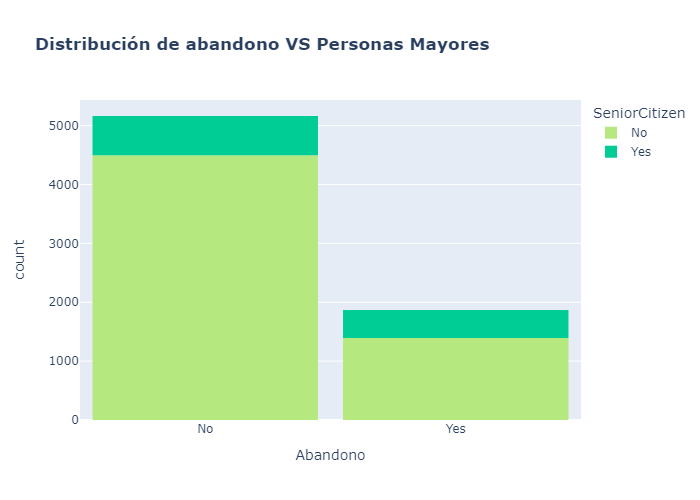 Distribución de abandono VS Personas Mayores
SeniorCitizen
No
Yes
5000
4000
3000
2000
1000
0
count
No
Yes
Abandono